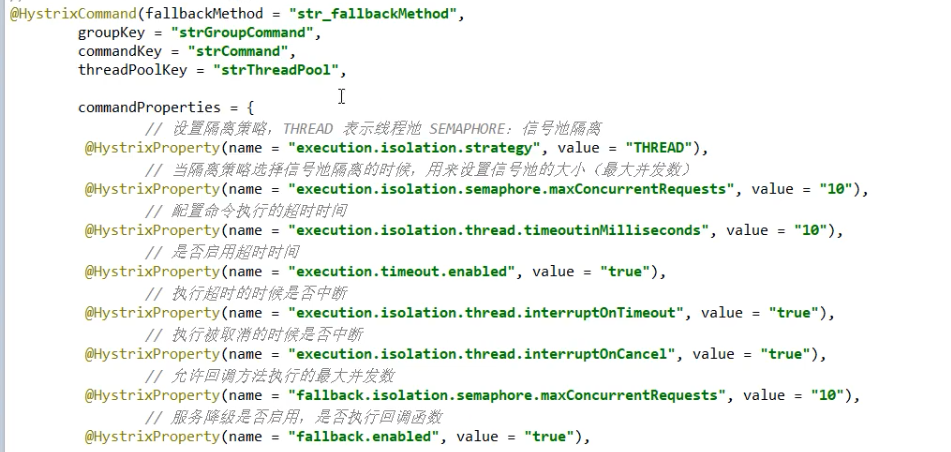 @HystrixCommand(fallbackMethod = "str_fallbackMethod",
groupKey = "strGroupCommand",
commandKey = "strCommand",
threadPoolKey = "strThreadPool",
commandProperties = {
// 设置隔离策略，THREAD 表示线程池 SEMAPHORE：信号池隔离
@HystrixProperty(name = "execution.isolation.strategy", value = "THREAD"),
// 当隔离策略选择信号池隔离的时候，用来设置信号池的大小（最大并发数）
@HystrixProperty(name = "execution.isolation.semaphore.maxConcurrentRequests", value = "10"),
// 配置命令执行的超时时间
@HystrixProperty(name = "execution.isolation.thread.timeoutinMilliseconds", value = "10"),
// 是否启用超时时间
@HystrixProperty(name = "execution.timeout.enabled", value = "true"),
// 执行超时的时候是否中断
@HystrixProperty(name = "execution.isolation.thread.interruptOnTimeout", value = "true"),
// 执行被取消的时候是否中断
@HystrixProperty(name = "execution.isolation.thread.interruptOnCancel", value = "true"),
// 允许回调方法执行的最大并发数
@HystrixProperty(name = "fallback.isolation.semaphore.maxConcurrentRequests", value = "10"),
// 服务降级是否启用，是否执行回调函数
@HystrixProperty(name = "fallback.enabled", value = "true"),